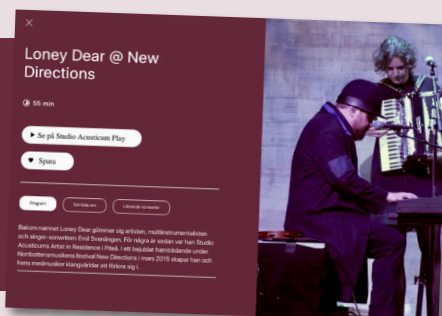 Loney Dear @ New
Directions
55 min
Se på Studio Acusticum Play
Spara
Program
Liknande konserter
Bakom namnet Loney Dear gömmer sig artisten, multiinstrumentalisten
och singer-songwritern Emil Svanängen. För några år sedan var han Studio
Acusticums Artist in Residence i Piteå. I ett bejublat framträdande under
Norrbottensmusikens festival New Directions i mars 2015 skapar han och
hans medmusiker klangvärldar att förlora sig i.